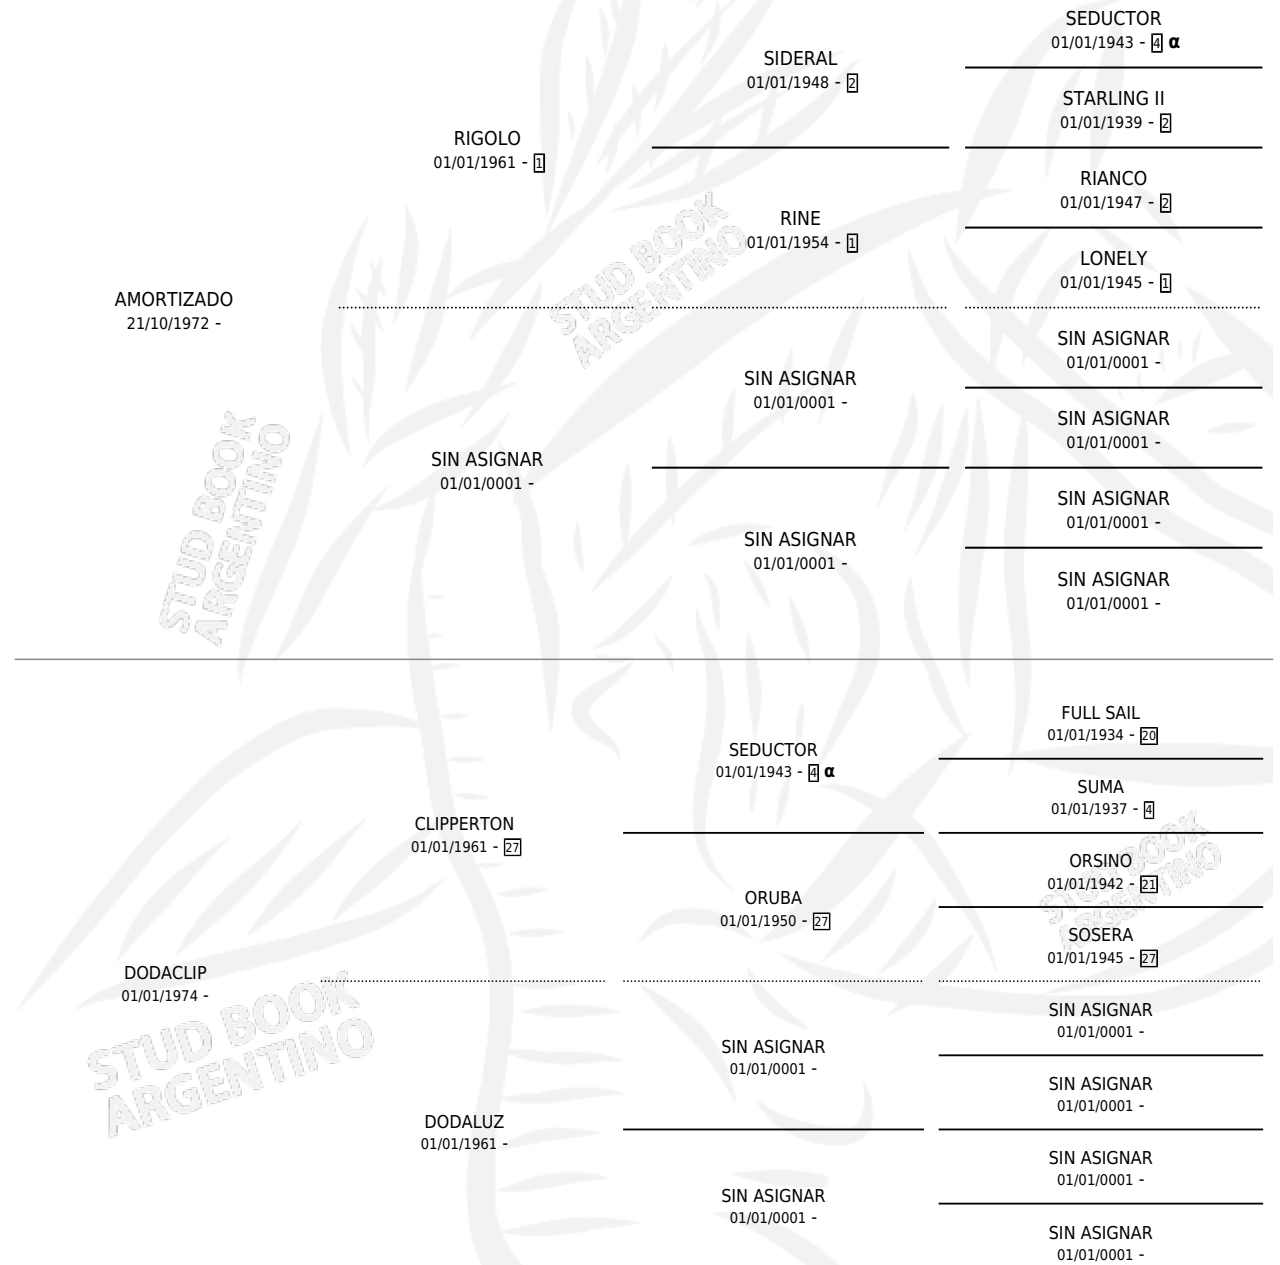 SEDUCTOR
01/01/1943 - 4 α
SIDERAL
01/01/1948 - 2
STARLING II
01/01/1939 - 2
RIGOLO
01/01/1961 - 1
RIANCO
01/01/1947 - 2
RINE
01/01/1954 - 1
LONELY
01/01/1945 - 1
AMORTIZADO
21/10/1972 -
SIN ASIGNAR
01/01/0001 -
SIN ASIGNAR
01/01/0001 -
SIN ASIGNAR
01/01/0001 -
SIN ASIGNAR
01/01/0001 -
SIN ASIGNAR
01/01/0001 -
SIN ASIGNAR
01/01/0001 -
SIN ASIGNAR
01/01/0001 -
STUD BOOK
ARGENTINO
STUD BOOK
ARGENTINO
FULL SAIL
01/01/1934 - 20
SEDUCTOR
01/01/1943 - 4 α
SUMA
01/01/1937 - 4
CLIPPERTON
01/01/1961 - 27
ORSINO
01/01/1942 - 21
ORUBA
01/01/1950 - 27
SOSERA
01/01/1945 - 27
DODACLIP
01/01/1974 -
SIN ASIGNAR
01/01/0001 -
SIN ASIGNAR
01/01/0001 -
SIN ASIGNAR
01/01/0001 -
DODALUZ
01/01/1961 -
SIN ASIGNAR
01/01/0001 -
SIN ASIGNAR
01/01/0001 -
SIN ASIGNAR
01/01/0001 -
STUD BOOK
ARGENTINO
STUD BOOK
ARGENTINO